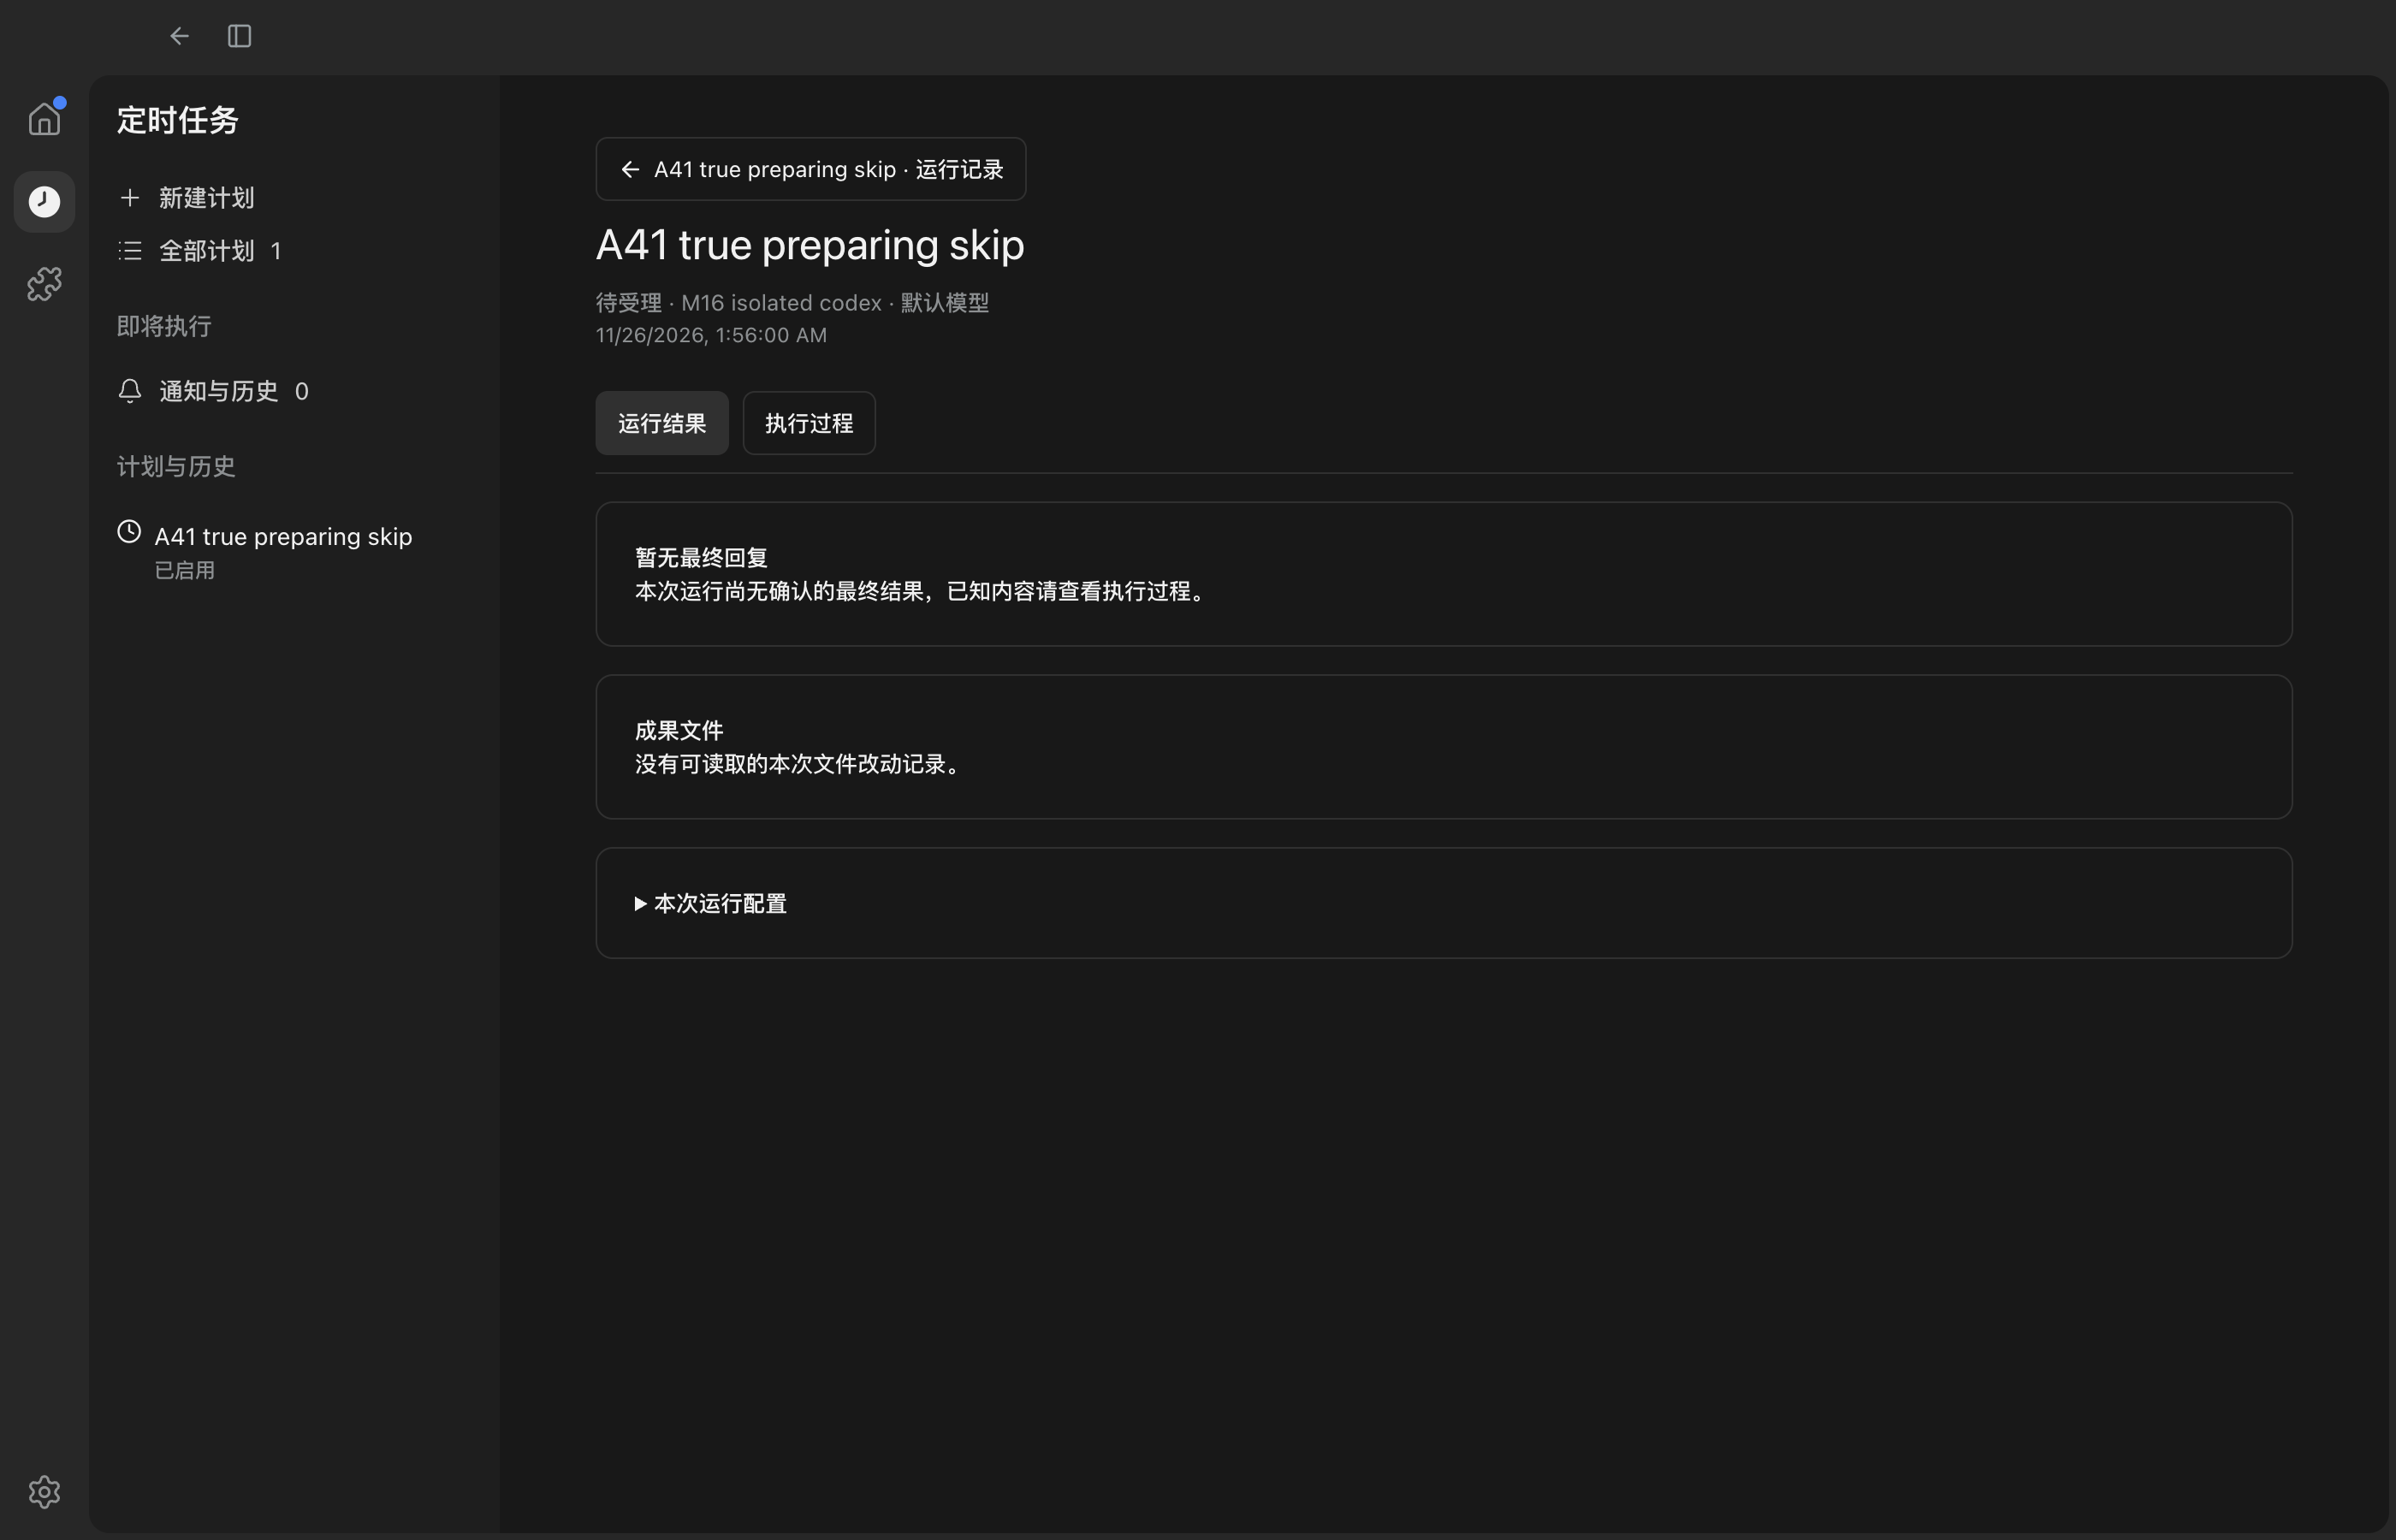 定时任务
新建计划
全部计划 1
即将执行
通知与历史 0
计划与历史
A41 true preparing skip
已启用
A41 true preparing skip · 运行记录
A41 true preparing skip
待受理 · M16 isolated codex · 默认模型
11/26/2026, 1:56:00 AM
运行结果
执行过程
暂无最终回复
本次运行尚无确认的最终结果，已知内容请查看执行过程。
成果文件
没有可读取的本次文件改动记录。
本次运行配置